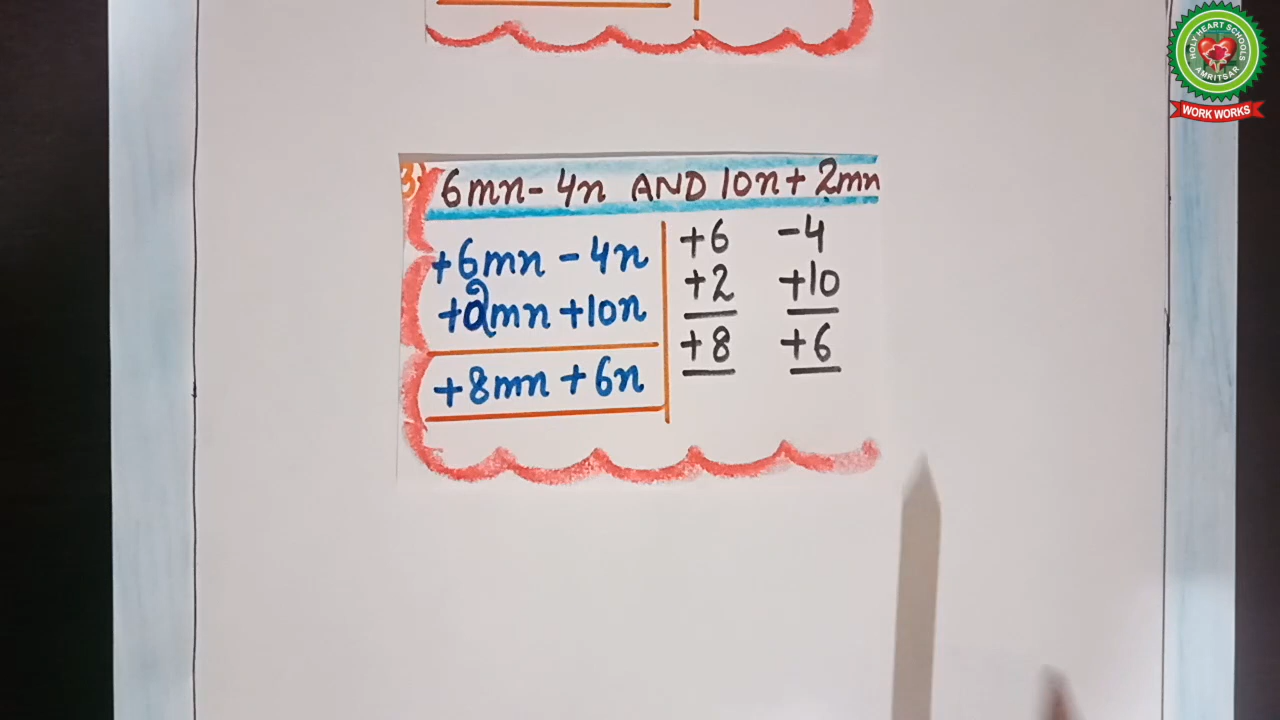 3) 6mn - 4n AND 10n + 2mn
+6mn - 4n
+2mn + 10n
+8mn + 6n
+6 -4
+2 +10
+8 +6
HOLY HEART SCHOOLS
AMRITSAR
WORK WORKS